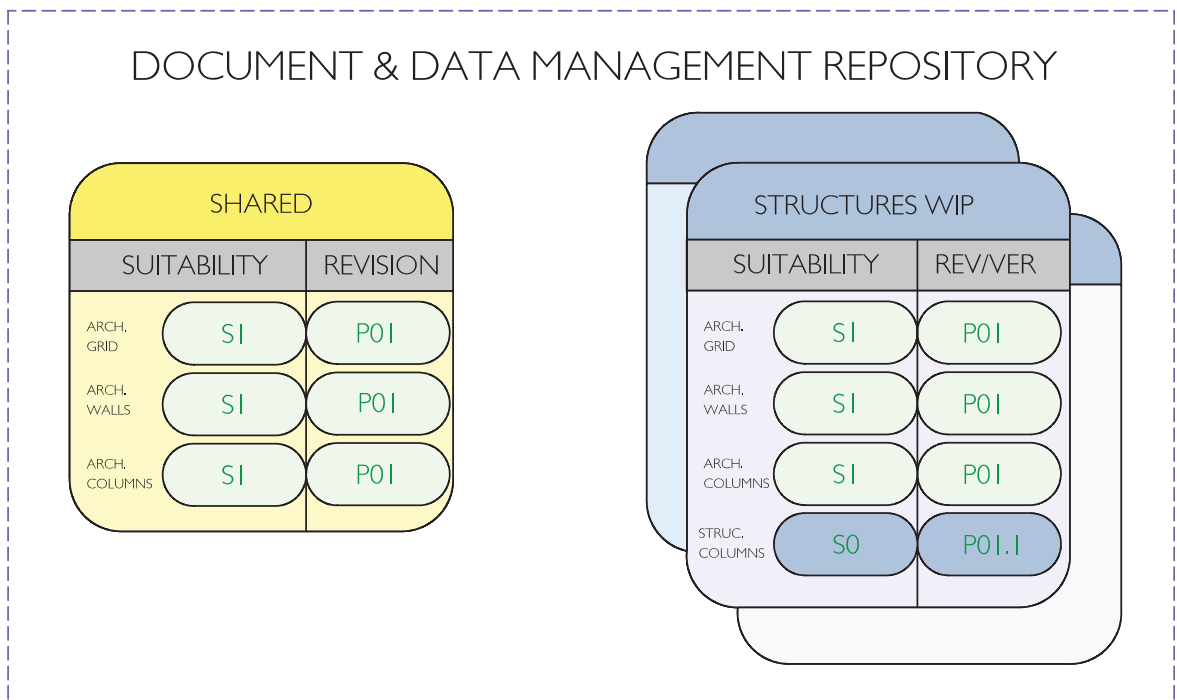 DOCUMENT & DATA MANAGEMENT REPOSITORY
SHARED
SUITABILITY REVISION
ARCH.
GRID
S1 P01
ARCH.
WALLS
S1 P01
ARCH.
COLUMNS
S1 P01
STRUCTURES WIP
SUITABILITY REV/VER
ARCH.
GRID
S1 P01
ARCH.
WALLS
S1 P01
ARCH.
COLUMNS
S1 P01
STRUC.
COLUMNS
S0 P01.1